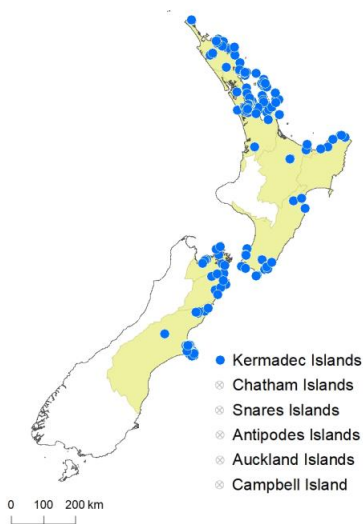 Kermadec Islands
Chatham Islands
Snares Islands
Antipodes Islands
Auckland Islands
Campbell Island
0 100 200 km